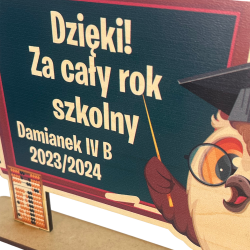 Dzięki!
Za cały rok
szkolny
Damianek IV B
2023/2024